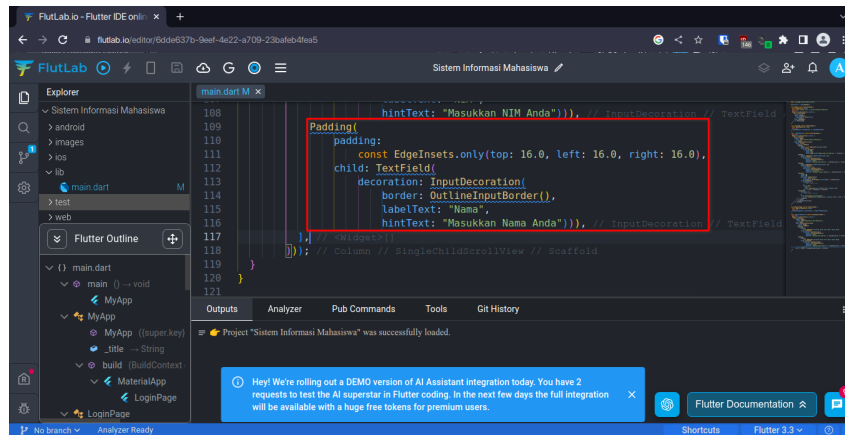 FlutLab.io - Flutter IDE onlin
flutlab.io/editor/6dde637b-9eef-4e22-a709-23bafeb4fea5
FlutLab
Sistem Informasi Mahasiswa
Explorer
main.dart M
Sistem Informasi Mahasiswa
android
images
ios
lib
main.dart M
test
web
108 hintText: "Masukkan NIM Anda"))), // InputDecoration // TextField
109 Padding(
110 padding:
111 const EdgeInsets.only(top: 16.0, left: 16.0, right: 16.0),
112 child: TextField(
113 decoration: InputDecoration(
114 border: OutlineInputBorder(),
115 labelText: "Nama",
116 hintText: "Masukkan Nama Anda"))), // InputDecoration // TextField
117 ], // <Widget>[]
118 ))); // Column // SingleChildScrollView // Scaffold
119 }
120 }
121
Flutter Outline
{} main.dart
main () → void
MyApp
MyApp
MyApp ({super.key}
_title → String
build (BuildContext
MaterialApp
LoginPage
LoginPage
Outputs Analyzer Pub Commands Tools Git History
Project "Sistem Informasi Mahasiswa" was successfully loaded.
Hey! We're rolling out a DEMO version of AI Assistant integration today. You have 2
requests to test the AI superstar in Flutter coding. In the next few days the full integration
will be available with a huge free tokens for premium users.
Flutter Documentation
No branch Analyzer Ready Shortcuts Flutter 3.3